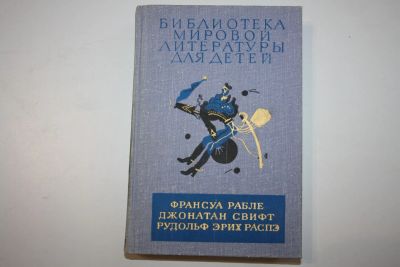 БИБЛИОТЕКА
МИРОВОЙ
ЛИТЕРАТУРЫ
ДЛЯ ДЕТЕЙ
ФРАНСУА РАБЛЕ
ДЖОНАТАН СВИФТ
РУДОЛЬФ ЭРИХ РАСПЭ